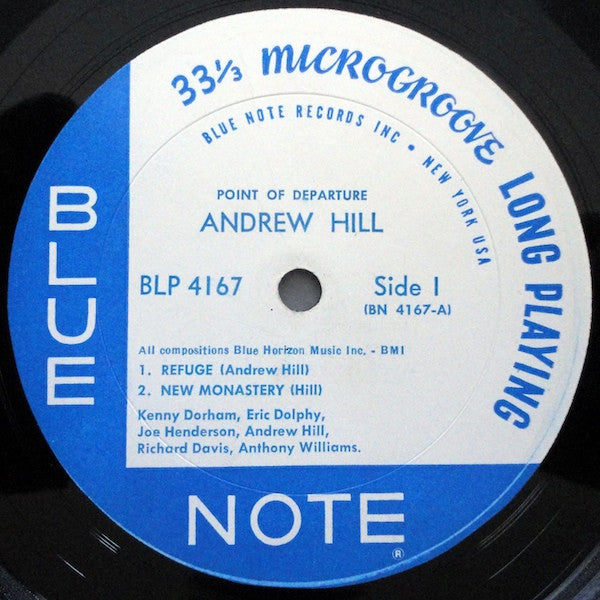 33⅓ MICROGROOVE LONG PLAYING
BLUE NOTE RECORDS INC • NEW YORK USA
POINT OF DEPARTURE
ANDREW HILL
BLP 4167 Side 1
(BN 4167-A)
All compositions Blue Horizon Music Inc. - BMI
1. REFUGE (Andrew Hill)
2. NEW MONASTERY (Hill)
Kenny Dorham, Eric Dolphy,
Joe Henderson, Andrew Hill,
Richard Davis, Anthony Williams.
BLUE
NOTE ®